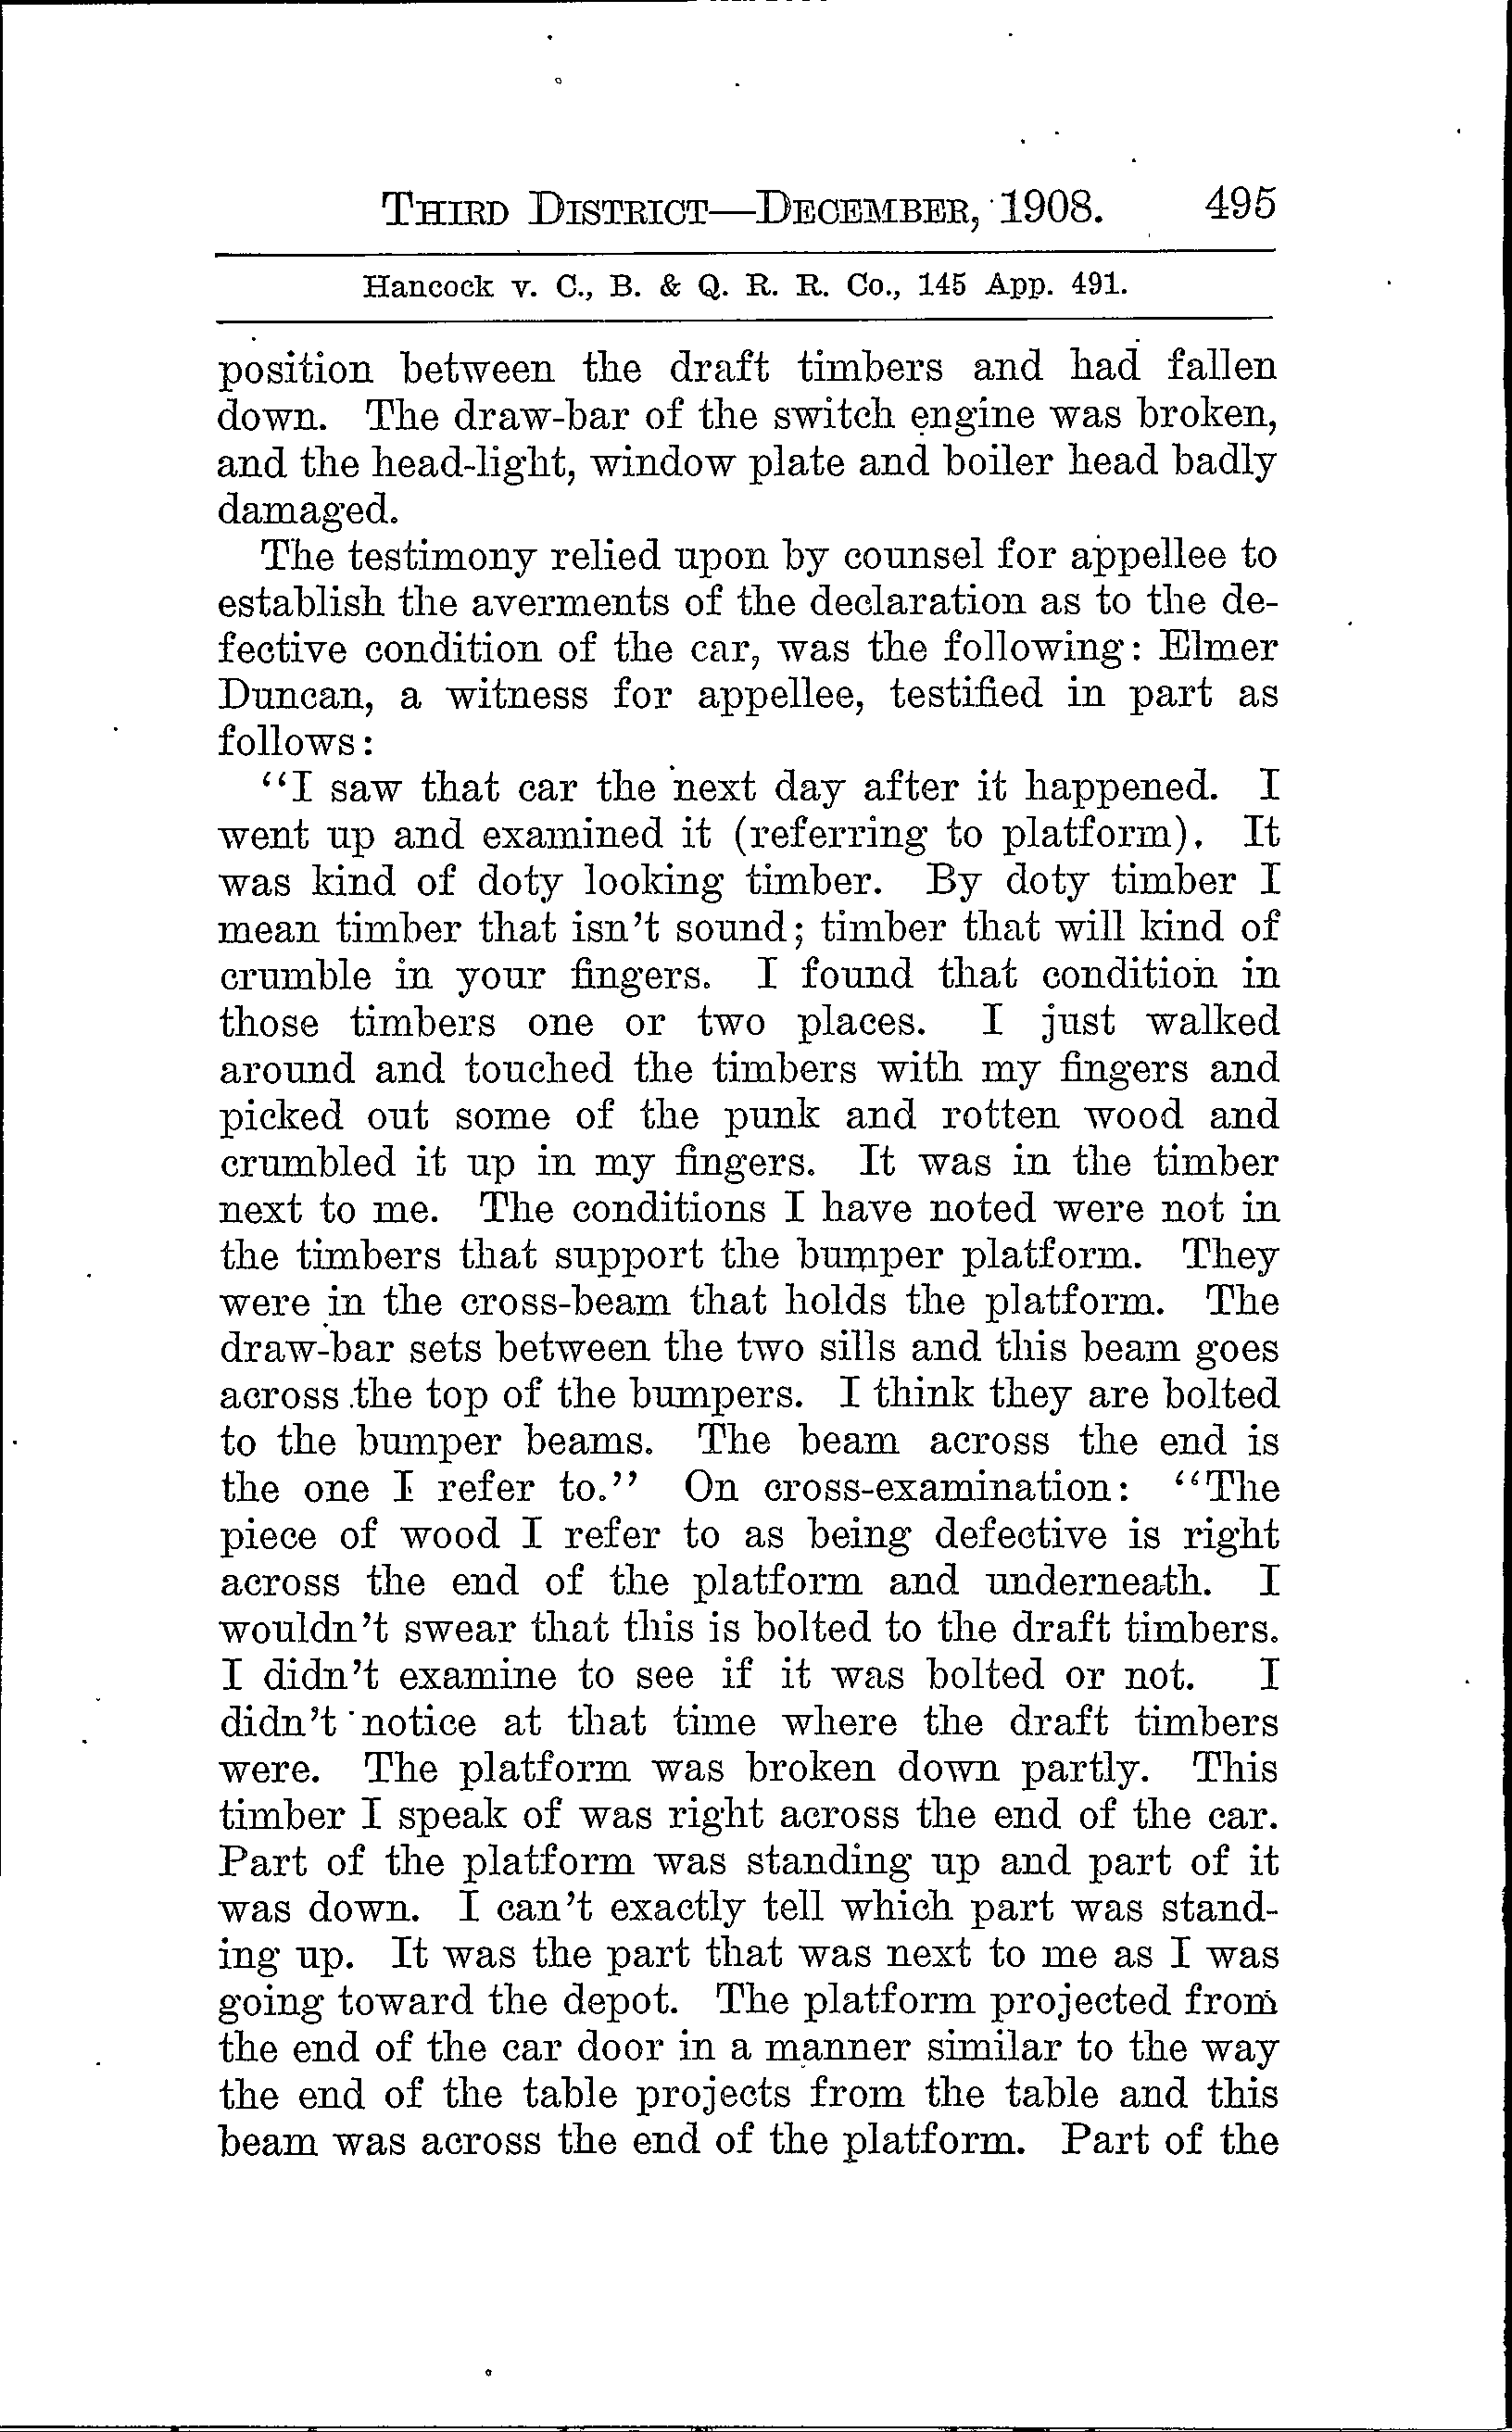 THIRD DISTRICT—DECEMBER, 1908. 495
Hancock v. C., B. & Q. R. R. Co., 145 App. 491.
position between the draft timbers and had fallen
down. The draw-bar of the switch engine was broken,
and the head-light, window plate and boiler head badly
damaged.
The testimony relied upon by counsel for appellee to
establish the averments of the declaration as to the de-
fective condition of the car, was the following: Elmer
Duncan, a witness for appellee, testified in part as
follows:
"I saw that car the next day after it happened. I
went up and examined it (referring to platform). It
was kind of doty looking timber. By doty timber I
mean timber that isn't sound; timber that will kind of
crumble in your fingers. I found that condition in
those timbers one or two places. I just walked
around and touched the timbers with my fingers and
picked out some of the punk and rotten wood and
crumbled it up in my fingers. It was in the timber
next to me. The conditions I have noted were not in
the timbers that support the bumper platform. They
were in the cross-beam that holds the platform. The
draw-bar sets between the two sills and this beam goes
across the top of the bumpers. I think they are bolted
to the bumper beams. The beam across the end is
the one I refer to." On cross-examination: "The
piece of wood I refer to as being defective is right
across the end of the platform and underneath. I
wouldn't swear that this is bolted to the draft timbers.
I didn't examine to see if it was bolted or not. I
didn't notice at that time where the draft timbers
were. The platform was broken down partly. This
timber I speak of was right across the end of the car.
Part of the platform was standing up and part of it
was down. I can't exactly tell which part was stand-
ing up. It was the part that was next to me as I was
going toward the depot. The platform projected from
the end of the car door in a manner similar to the way
the end of the table projects from the table and this
beam was across the end of the platform. Part of the